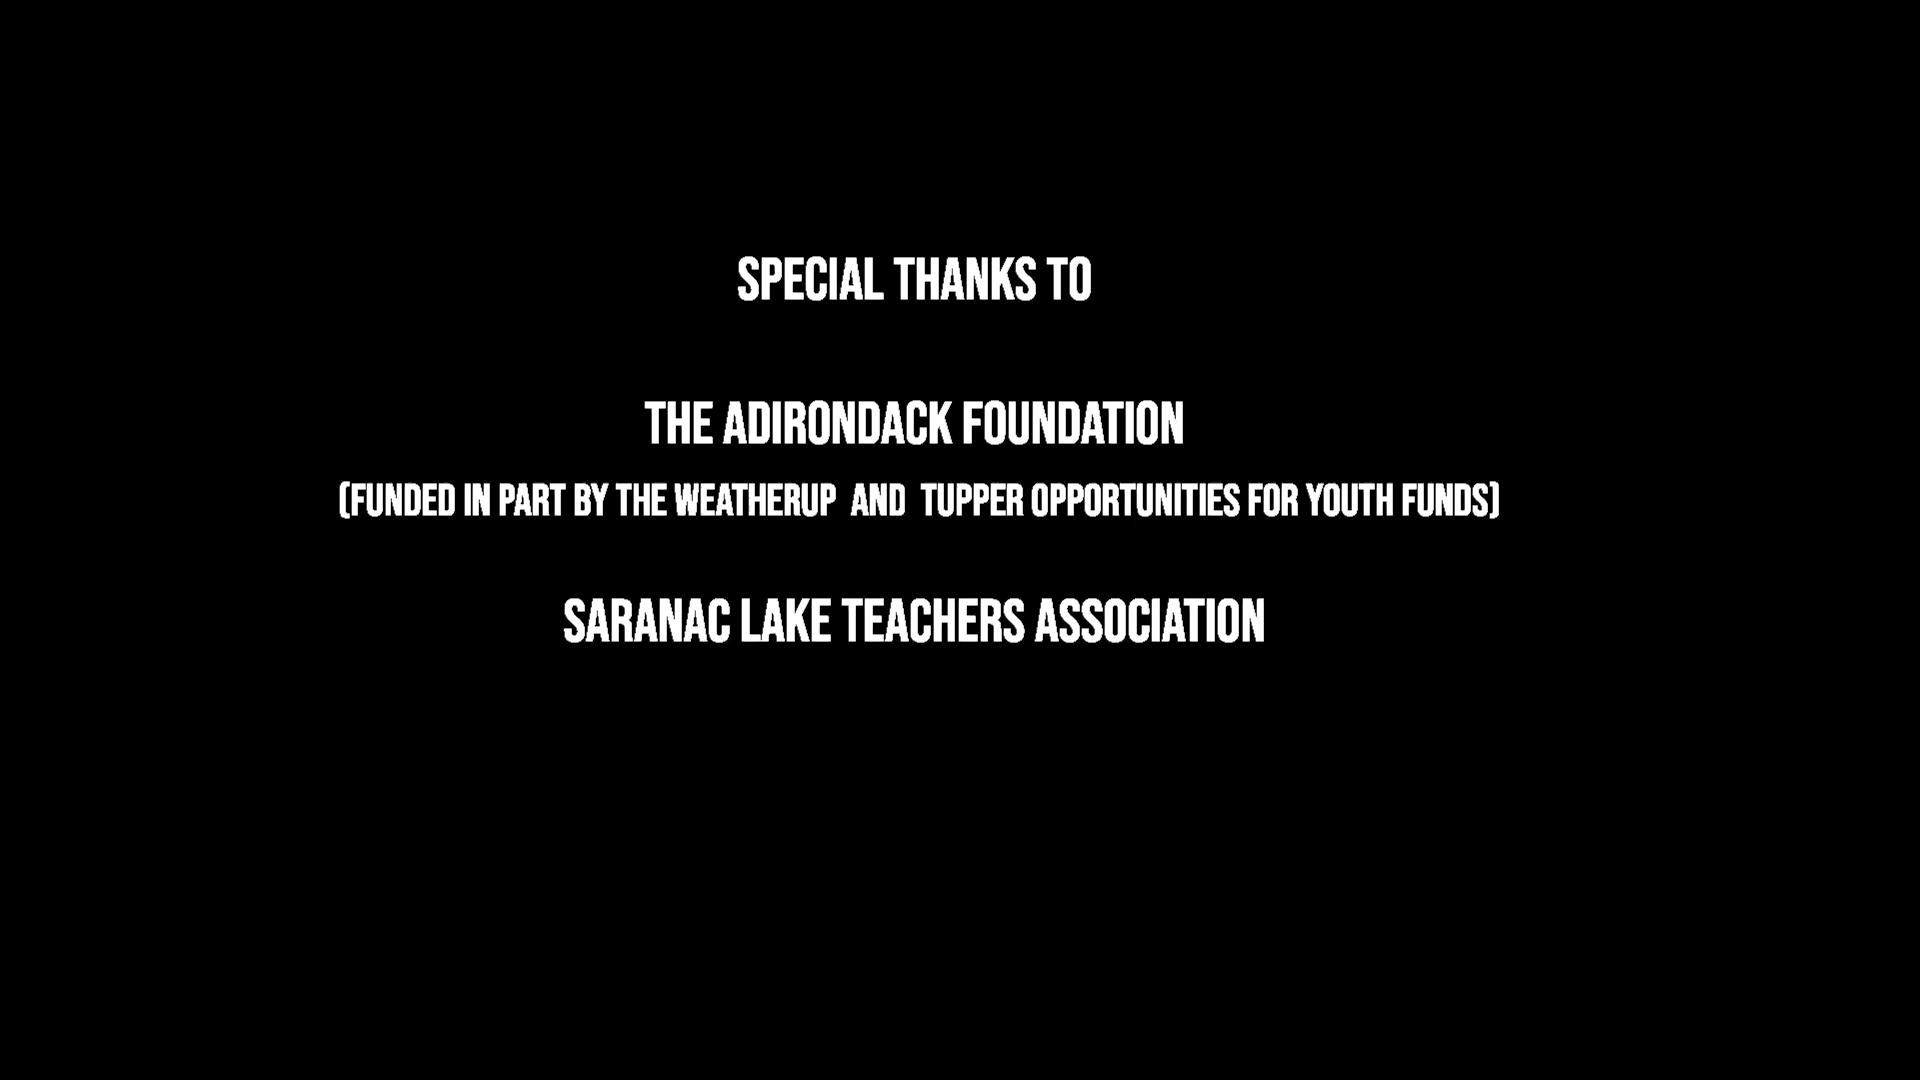 SPECIAL THANKS TO
THE ADIRONDACK FOUNDATION
(FUNDED IN PART BY THE WEATHERUP  AND  TUPPER OPPORTUNITIES FOR YOUTH FUNDS)
SARANAC LAKE TEACHERS ASSOCIATION